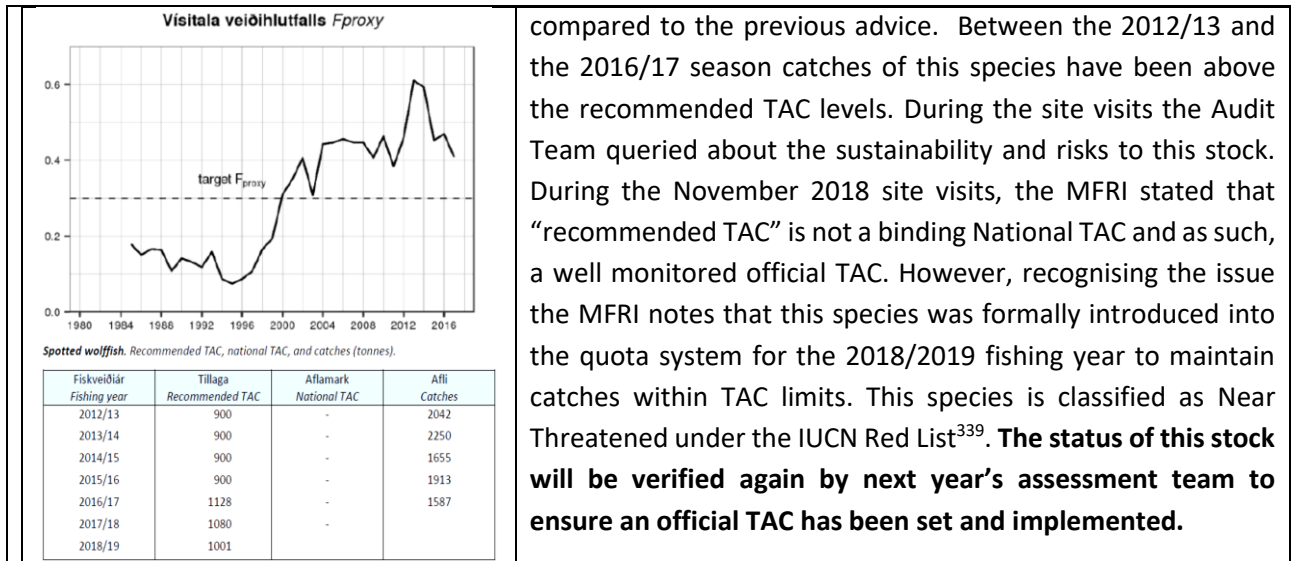 Vísitala veiðihlutfalls Fproxy
0.6
0.4
target Fproxy
0.2
0.0
1980 1984 1988 1992 1996 2000 2004 2008 2012 2016
Spotted wolffish. Recommended TAC, national TAC, and catches (tonnes).
Fiskveiðiár Tillaga Aflamark Afli
Fishing year Recommended TAC National TAC Catches
2012/13 900 - 2042
2013/14 900 - 2250
2014/15 900 - 1655
2015/16 900 - 1913
2016/17 1128 - 1587
2017/18 1080 -
2018/19 1001
compared to the previous advice. Between the 2012/13 and
the 2016/17 season catches of this species have been above
the recommended TAC levels. During the site visits the Audit
Team queried about the sustainability and risks to this stock.
During the November 2018 site visits, the MFRI stated that
“recommended TAC” is not a binding National TAC and as such,
a well monitored official TAC. However, recognising the issue
the MFRI notes that this species was formally introduced into
the quota system for the 2018/2019 fishing year to maintain
catches within TAC limits. This species is classified as Near
Threatened under the IUCN Red List339. The status of this stock
will be verified again by next year’s assessment team to
ensure an official TAC has been set and implemented.